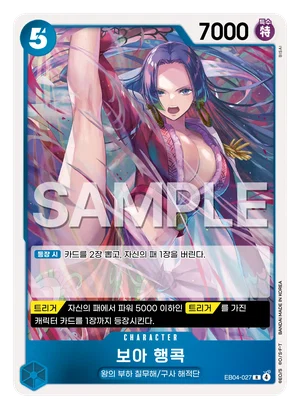 5
7000
특수
特
SAMPLE
등장 시 카드를 2장 뽑고, 자신의 패 1장을 버린다.
트리거 자신의 패에서 파워 5000 이하인 트리거 를 가진
캐릭터 카드를 1장까지 등장시킨다.
CHARACTER
보아 행콕
왕의 부하 칠무해/구사 해적단
EB04-027 R 4